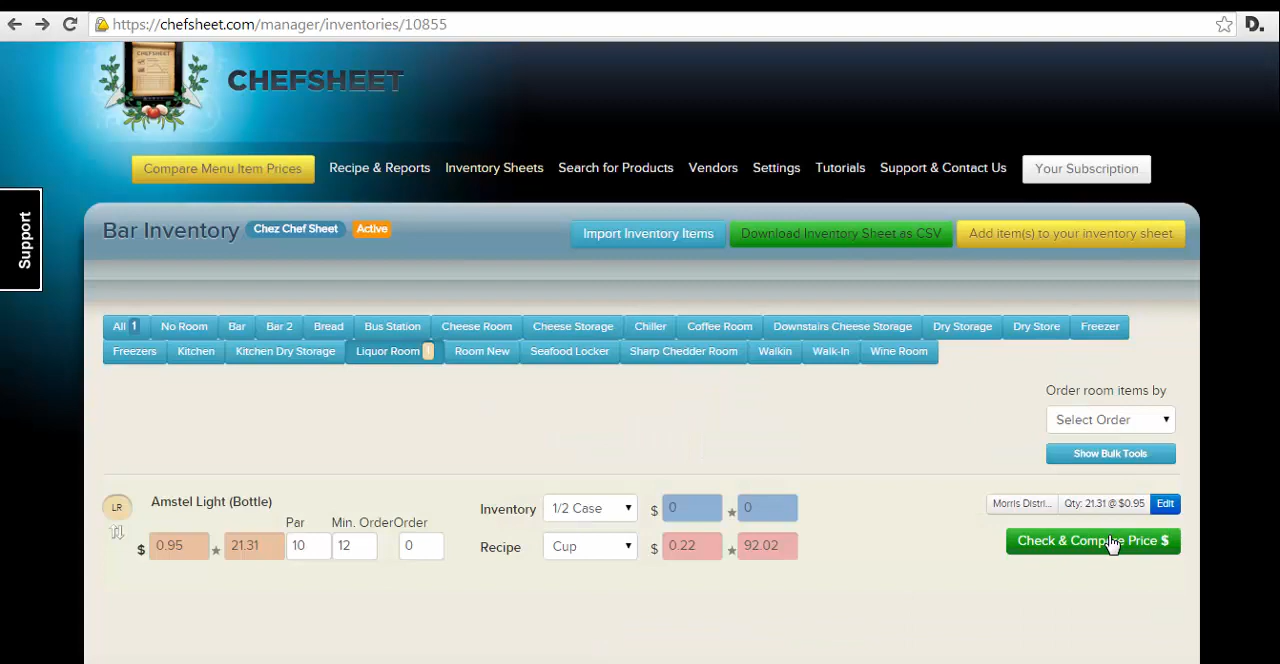 https://chefsheet.com/manager/inventories/10855
D.
CHEFSHEET
CHEFSHEET
Compare Menu Item Prices Recipe & Reports Inventory Sheets Search for Products Vendors Settings Tutorials Support & Contact Us Your Subscription
Support
Bar Inventory Chez Chef Sheet Active Import Inventory Items Download Inventory Sheet as CSV Add item(s) to your inventory sheet
All 1 No Room Bar Bar 2 Bread Bus Station Cheese Room Cheese Storage Chiller Coffee Room Downstairs Cheese Storage Dry Storage Dry Store Freezer
Freezers Kitchen Kitchen Dry Storage Liquor Room 1 Room New Seafood Locker Sharp Chedder Room Walkin Walk-In Wine Room
Order room items by
Select Order
Show Bulk Tools
LR Amstel Light (Bottle) Inventory 1/2 Case $ 0 0 Morris Distri... Qty: 21.31 @ $0.95 Edit
Par Min. Order Order
$ 0.95 21.31 10 12 0 Recipe Cup $ 0.22 92.02 Check & Compare Price $